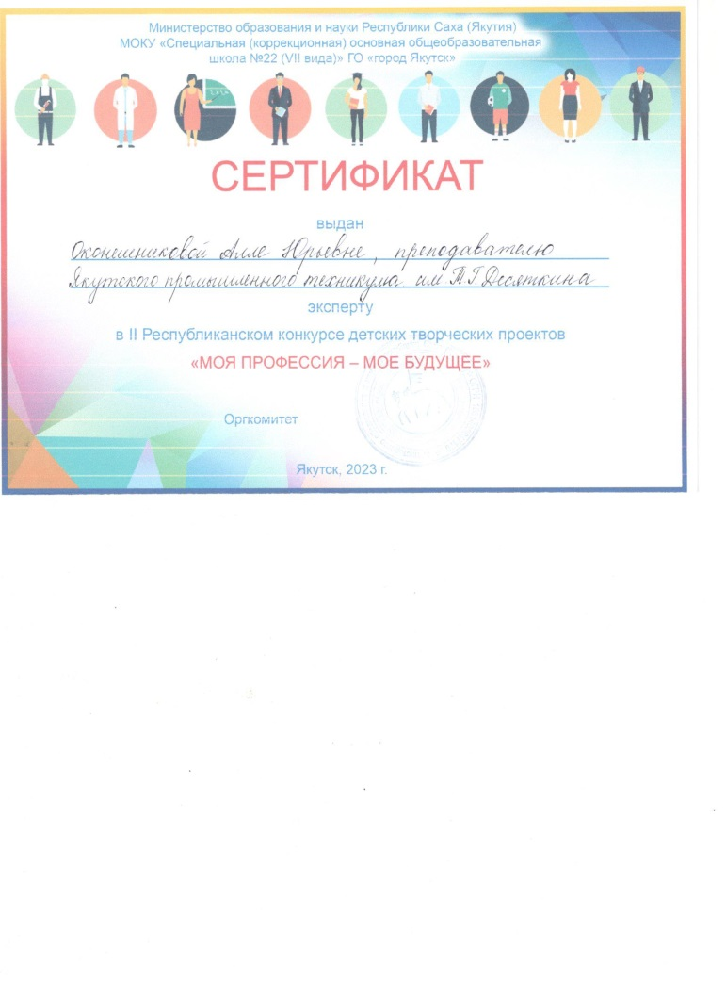 Министерство образования и науки Республики Саха (Якутия)
МОКУ «Специальная (коррекционная) основная общеобразовательная
школа №22 (VII вида)» ГО «город Якутск»
СЕРТИФИКАТ
выдан
Оконешниковой Алле Юрьевне, преподавателю
Якутского промышленного техникума им Т.Г. Десяткина
эксперту
в II Республиканском конкурсе детских творческих проектов
«МОЯ ПРОФЕССИЯ – МОЕ БУДУЩЕЕ»
Оргкомитет
Якутск, 2023 г.